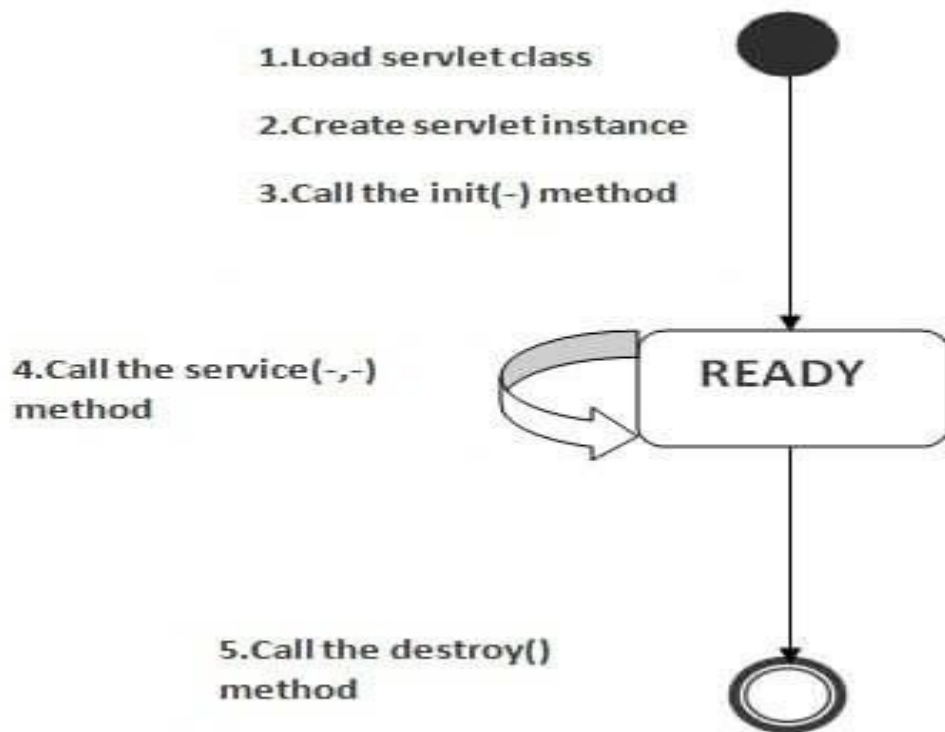 1.Load servlet class
2.Create servlet instance
3.Call the init(-) method
READY
4.Call the service(-,-)
method
5.Call the destroy()
method